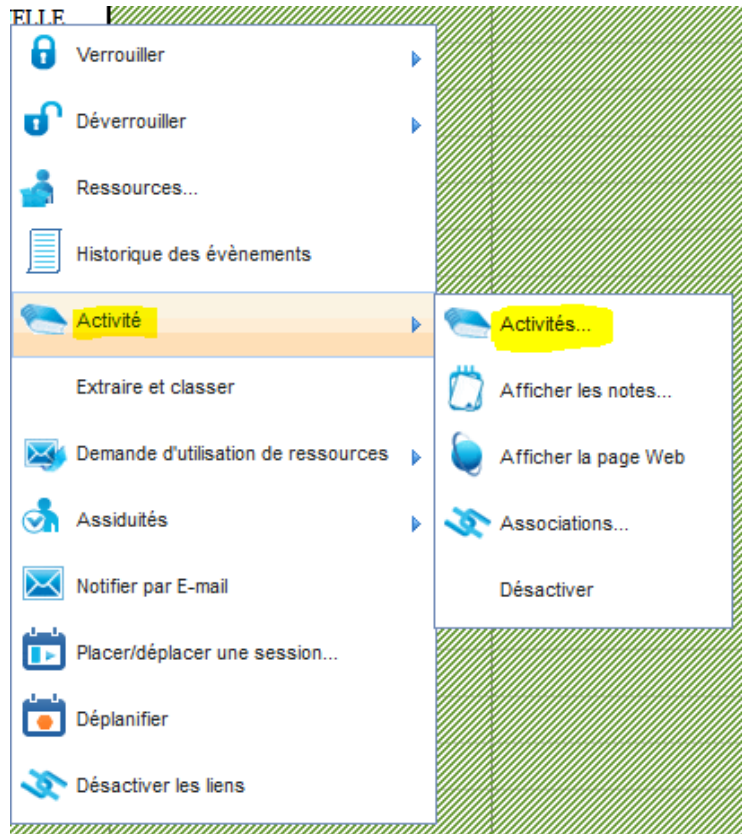 TELLE
Verrouiller
Déverrouiller
Ressources...
Historique des évènements
Activité
Extraire et classer
Demande d'utilisation de ressources
Assiduités
Notifier par E-mail
Placer/déplacer une session...
Déplanifier
Désactiver les liens
Activités...
Afficher les notes...
Afficher la page Web
Associations...
Désactiver